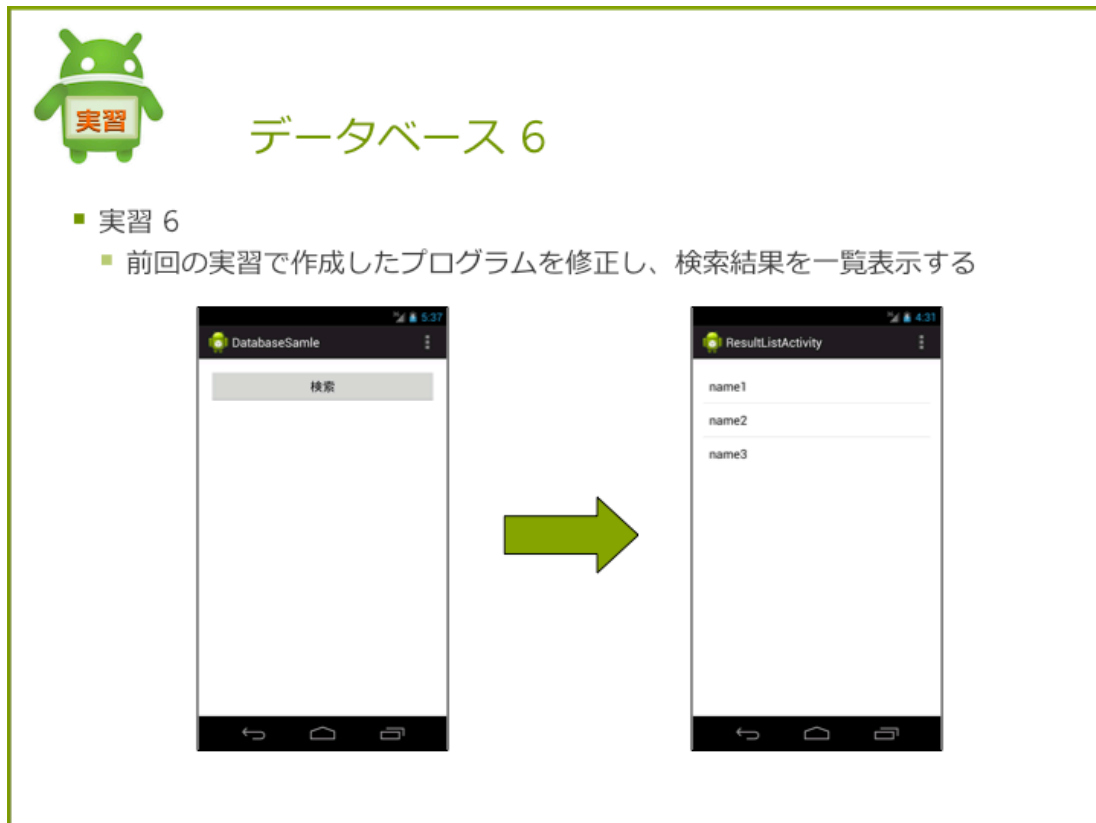 実習
データベース 6
実習 6
前回の実習で作成したプログラムを修正し、検索結果を一覧表示する
5:37
DatabaseSamle
検索
4:31
ResultListActivity
name1
name2
name3